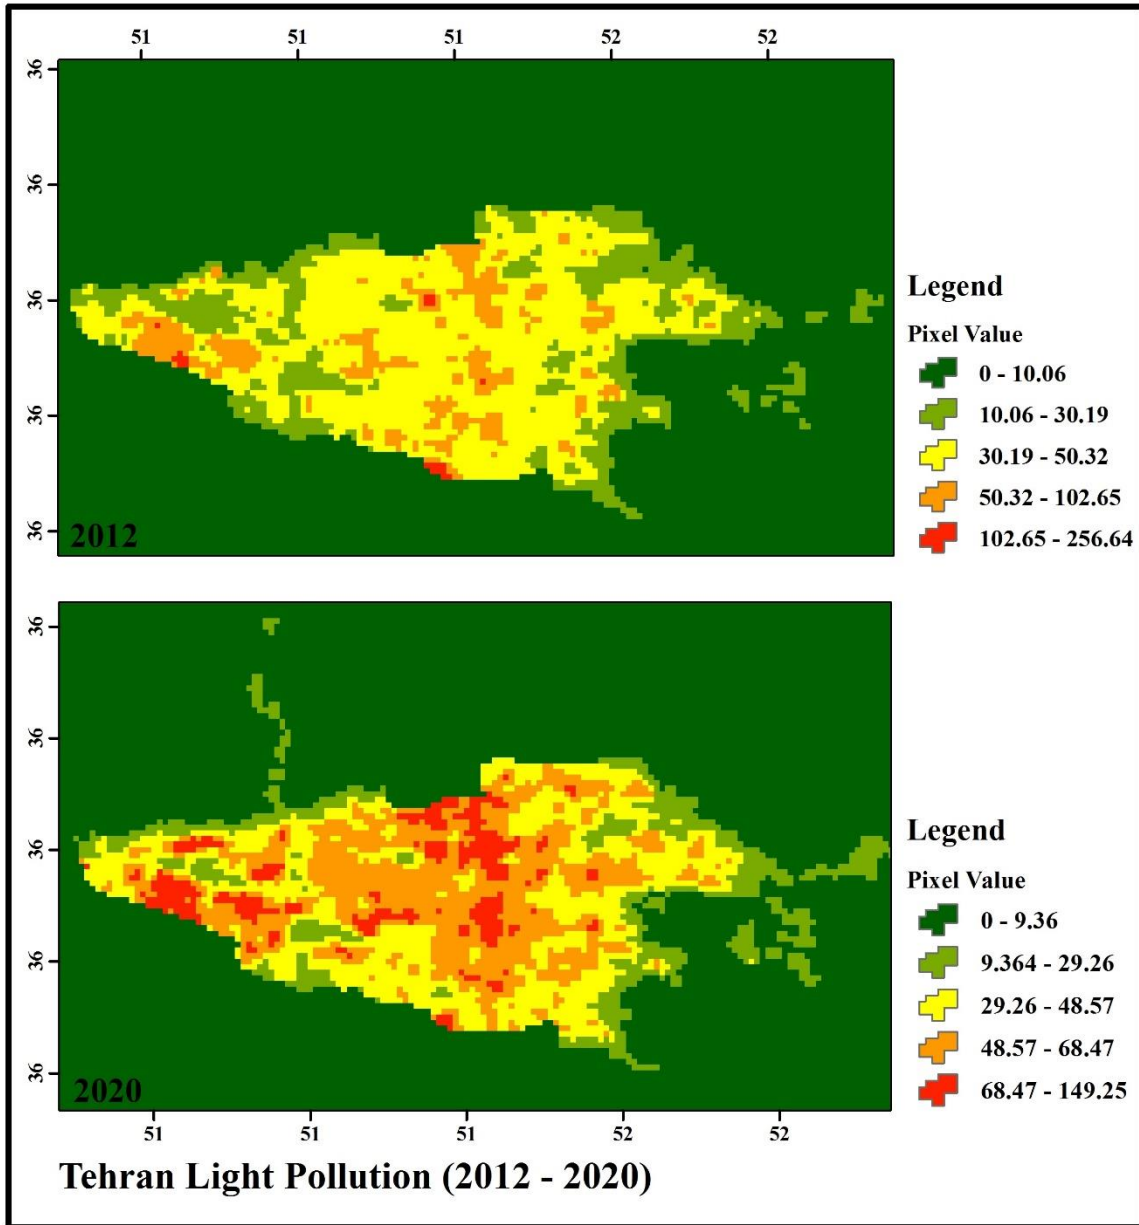 51 51 51 52 52
36
36
36
36
36
2012
Legend
Pixel Value
0 - 10.06
10.06 - 30.19
30.19 - 50.32
50.32 - 102.65
102.65 - 256.64
36
36
36
36
36
2020
51 51 51 52 52
Legend
Pixel Value
0 - 9.36
9.364 - 29.26
29.26 - 48.57
48.57 - 68.47
68.47 - 149.25
Tehran Light Pollution (2012 - 2020)